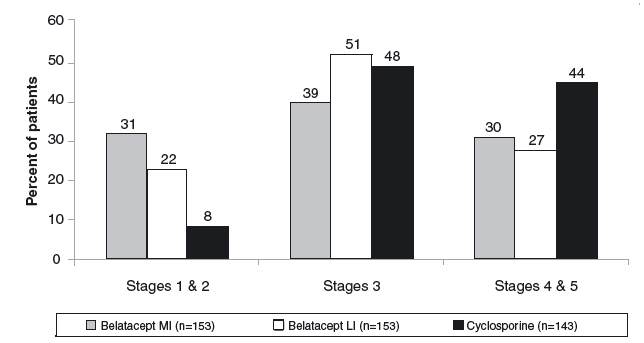 60
50
40
30
20
10
0
Percent of patients
31
22
8
39
51
48
30
27
44
Stages 1 & 2
Stages 3
Stages 4 & 5
Belatacept MI (n=153)
Belatacept LI (n=153)
Cyclosporine (n=143)